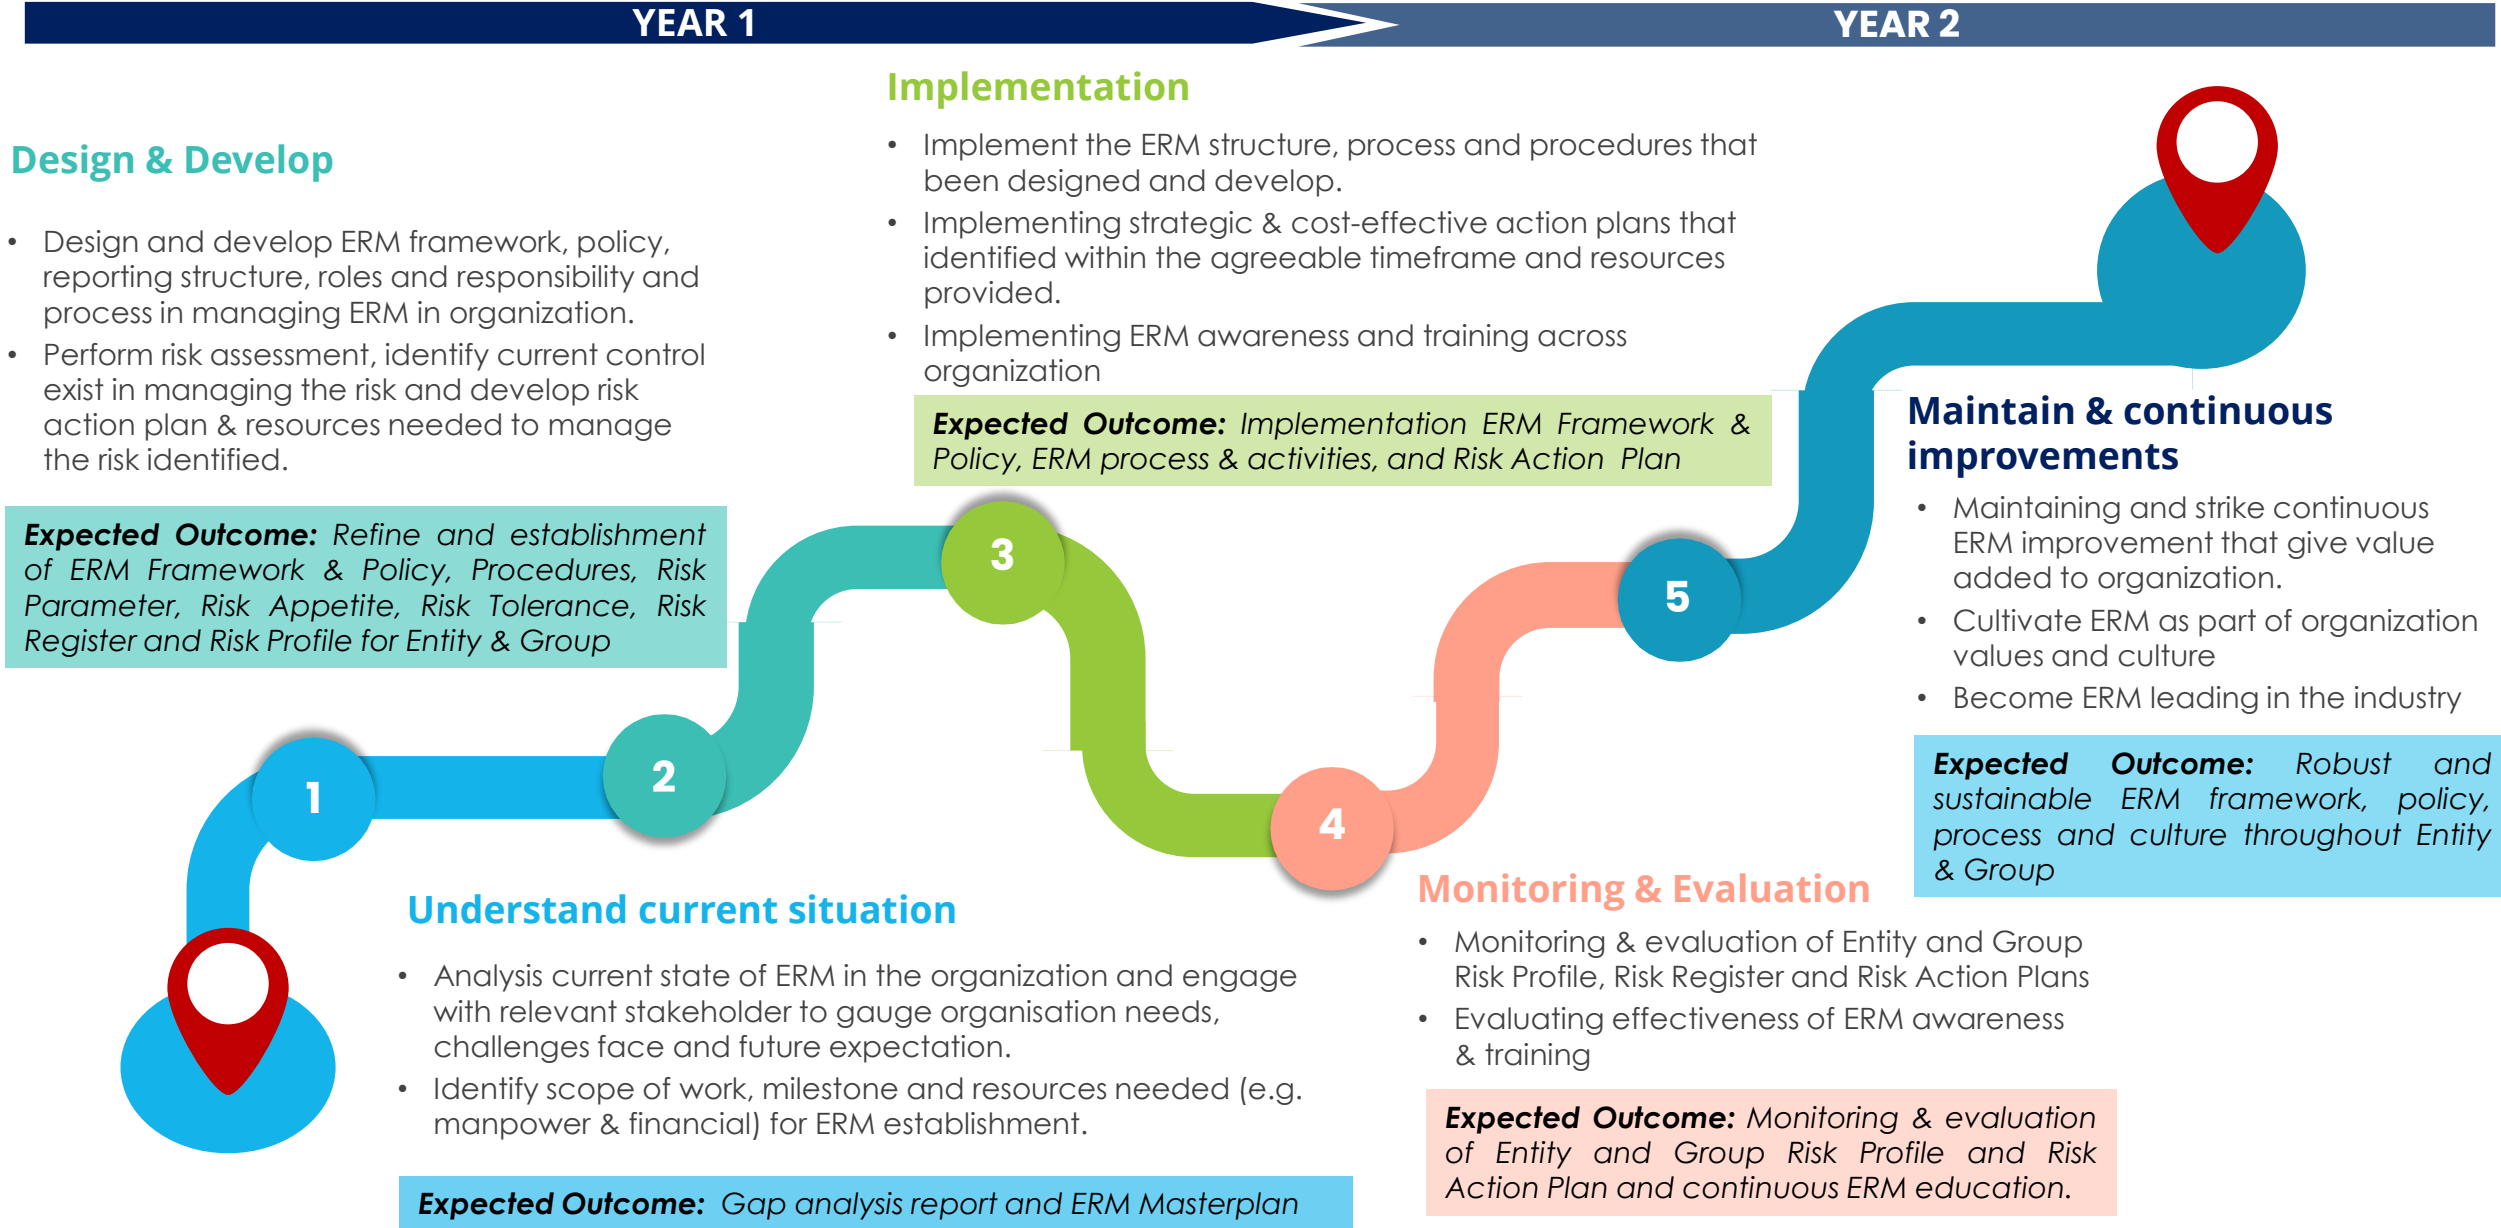 YEAR 1
YEAR 2
Design & Develop
• Design and develop ERM framework, policy,
reporting structure, roles and responsibility and
process in managing ERM in organization.
• Perform risk assessment, identify current control
exist in managing the risk and develop risk
action plan & resources needed to manage
the risk identified.
Expected Outcome: Refine and establishment
of ERM Framework & Policy, Procedures, Risk
Parameter, Risk Appetite, Risk Tolerance, Risk
Register and Risk Profile for Entity & Group
Implementation
• Implement the ERM structure, process and procedures that
been designed and develop.
• Implementing strategic & cost-effective action plans that
identified within the agreeable timeframe and resources
provided.
• Implementing ERM awareness and training across
organization
Expected Outcome: Implementation ERM Framework &
Policy, ERM process & activities, and Risk Action Plan
1
2
3
4
5
Understand current situation
• Analysis current state of ERM in the organization and engage
with relevant stakeholder to gauge organisation needs,
challenges face and future expectation.
• Identify scope of work, milestone and resources needed (e.g.
manpower & financial) for ERM establishment.
Expected Outcome: Gap analysis report and ERM Masterplan
Monitoring & Evaluation
• Monitoring & evaluation of Entity and Group
Risk Profile, Risk Register and Risk Action Plans
• Evaluating effectiveness of ERM awareness
& training
Expected Outcome: Monitoring & evaluation
of Entity and Group Risk Profile and Risk
Action Plan and continuous ERM education.
Maintain & continuous
improvements
• Maintaining and strike continuous
ERM improvement that give value
added to organization.
• Cultivate ERM as part of organization
values and culture
• Become ERM leading in the industry
Expected Outcome: Robust and
sustainable ERM framework, policy,
process and culture throughout Entity
& Group